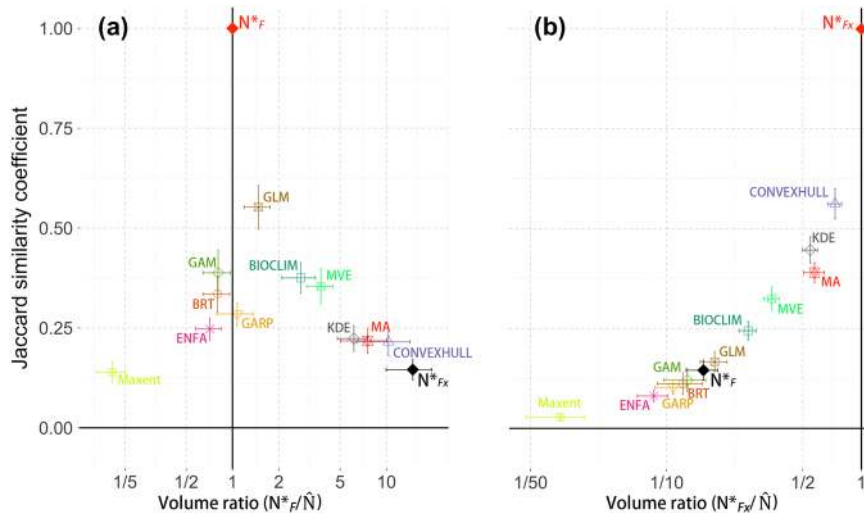 (a)
N*F
(b)
N*Fx
1.00
0.75
0.50
0.25
0.00
Jaccard similarity coefficient
GLM
GAM
BIOCLIM
MVE
BRT
GARP
ENFA
KDE
MA
CONVEXHULL
Maxent
N*Fx
1/5
1/2
1
2
5
10
Volume ratio (N*F/N̂)
CONVEXHULL
KDE
MA
MVE
BIOCLIM
GLM
GAM
N*F
BRT
GARP
ENFA
Maxent
1/50
1/10
1/2
1
Volume ratio (N*Fx/N̂)